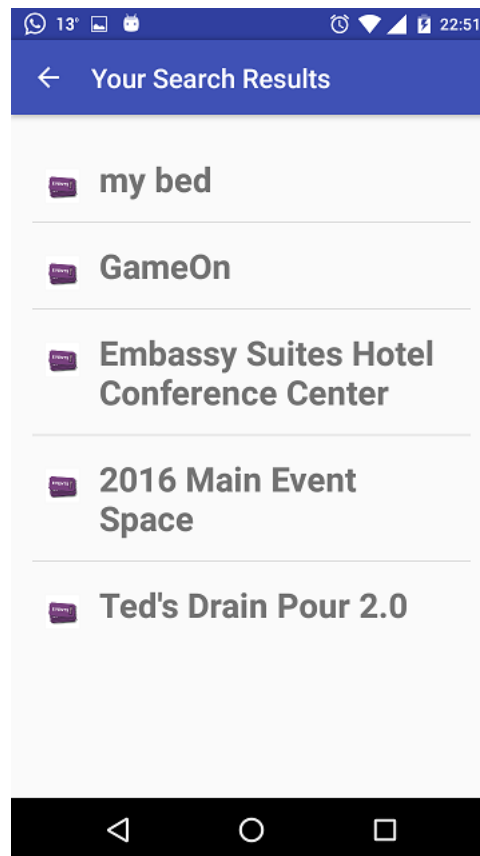 13°
22:51
Your Search Results
my bed
GameOn
Embassy Suites Hotel
Conference Center
2016 Main Event
Space
Ted's Drain Pour 2.0